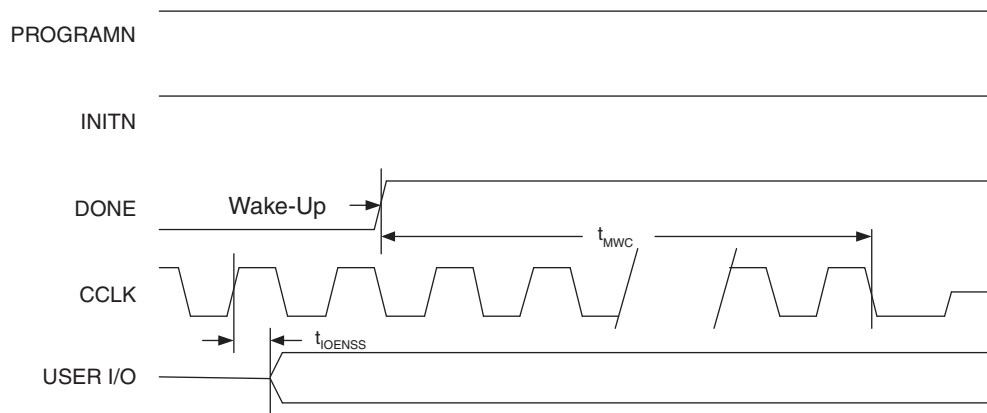 PROGRAMN
INITN
DONE
Wake-Up
tMWC
CCLK
tIOENSS
USER I/O